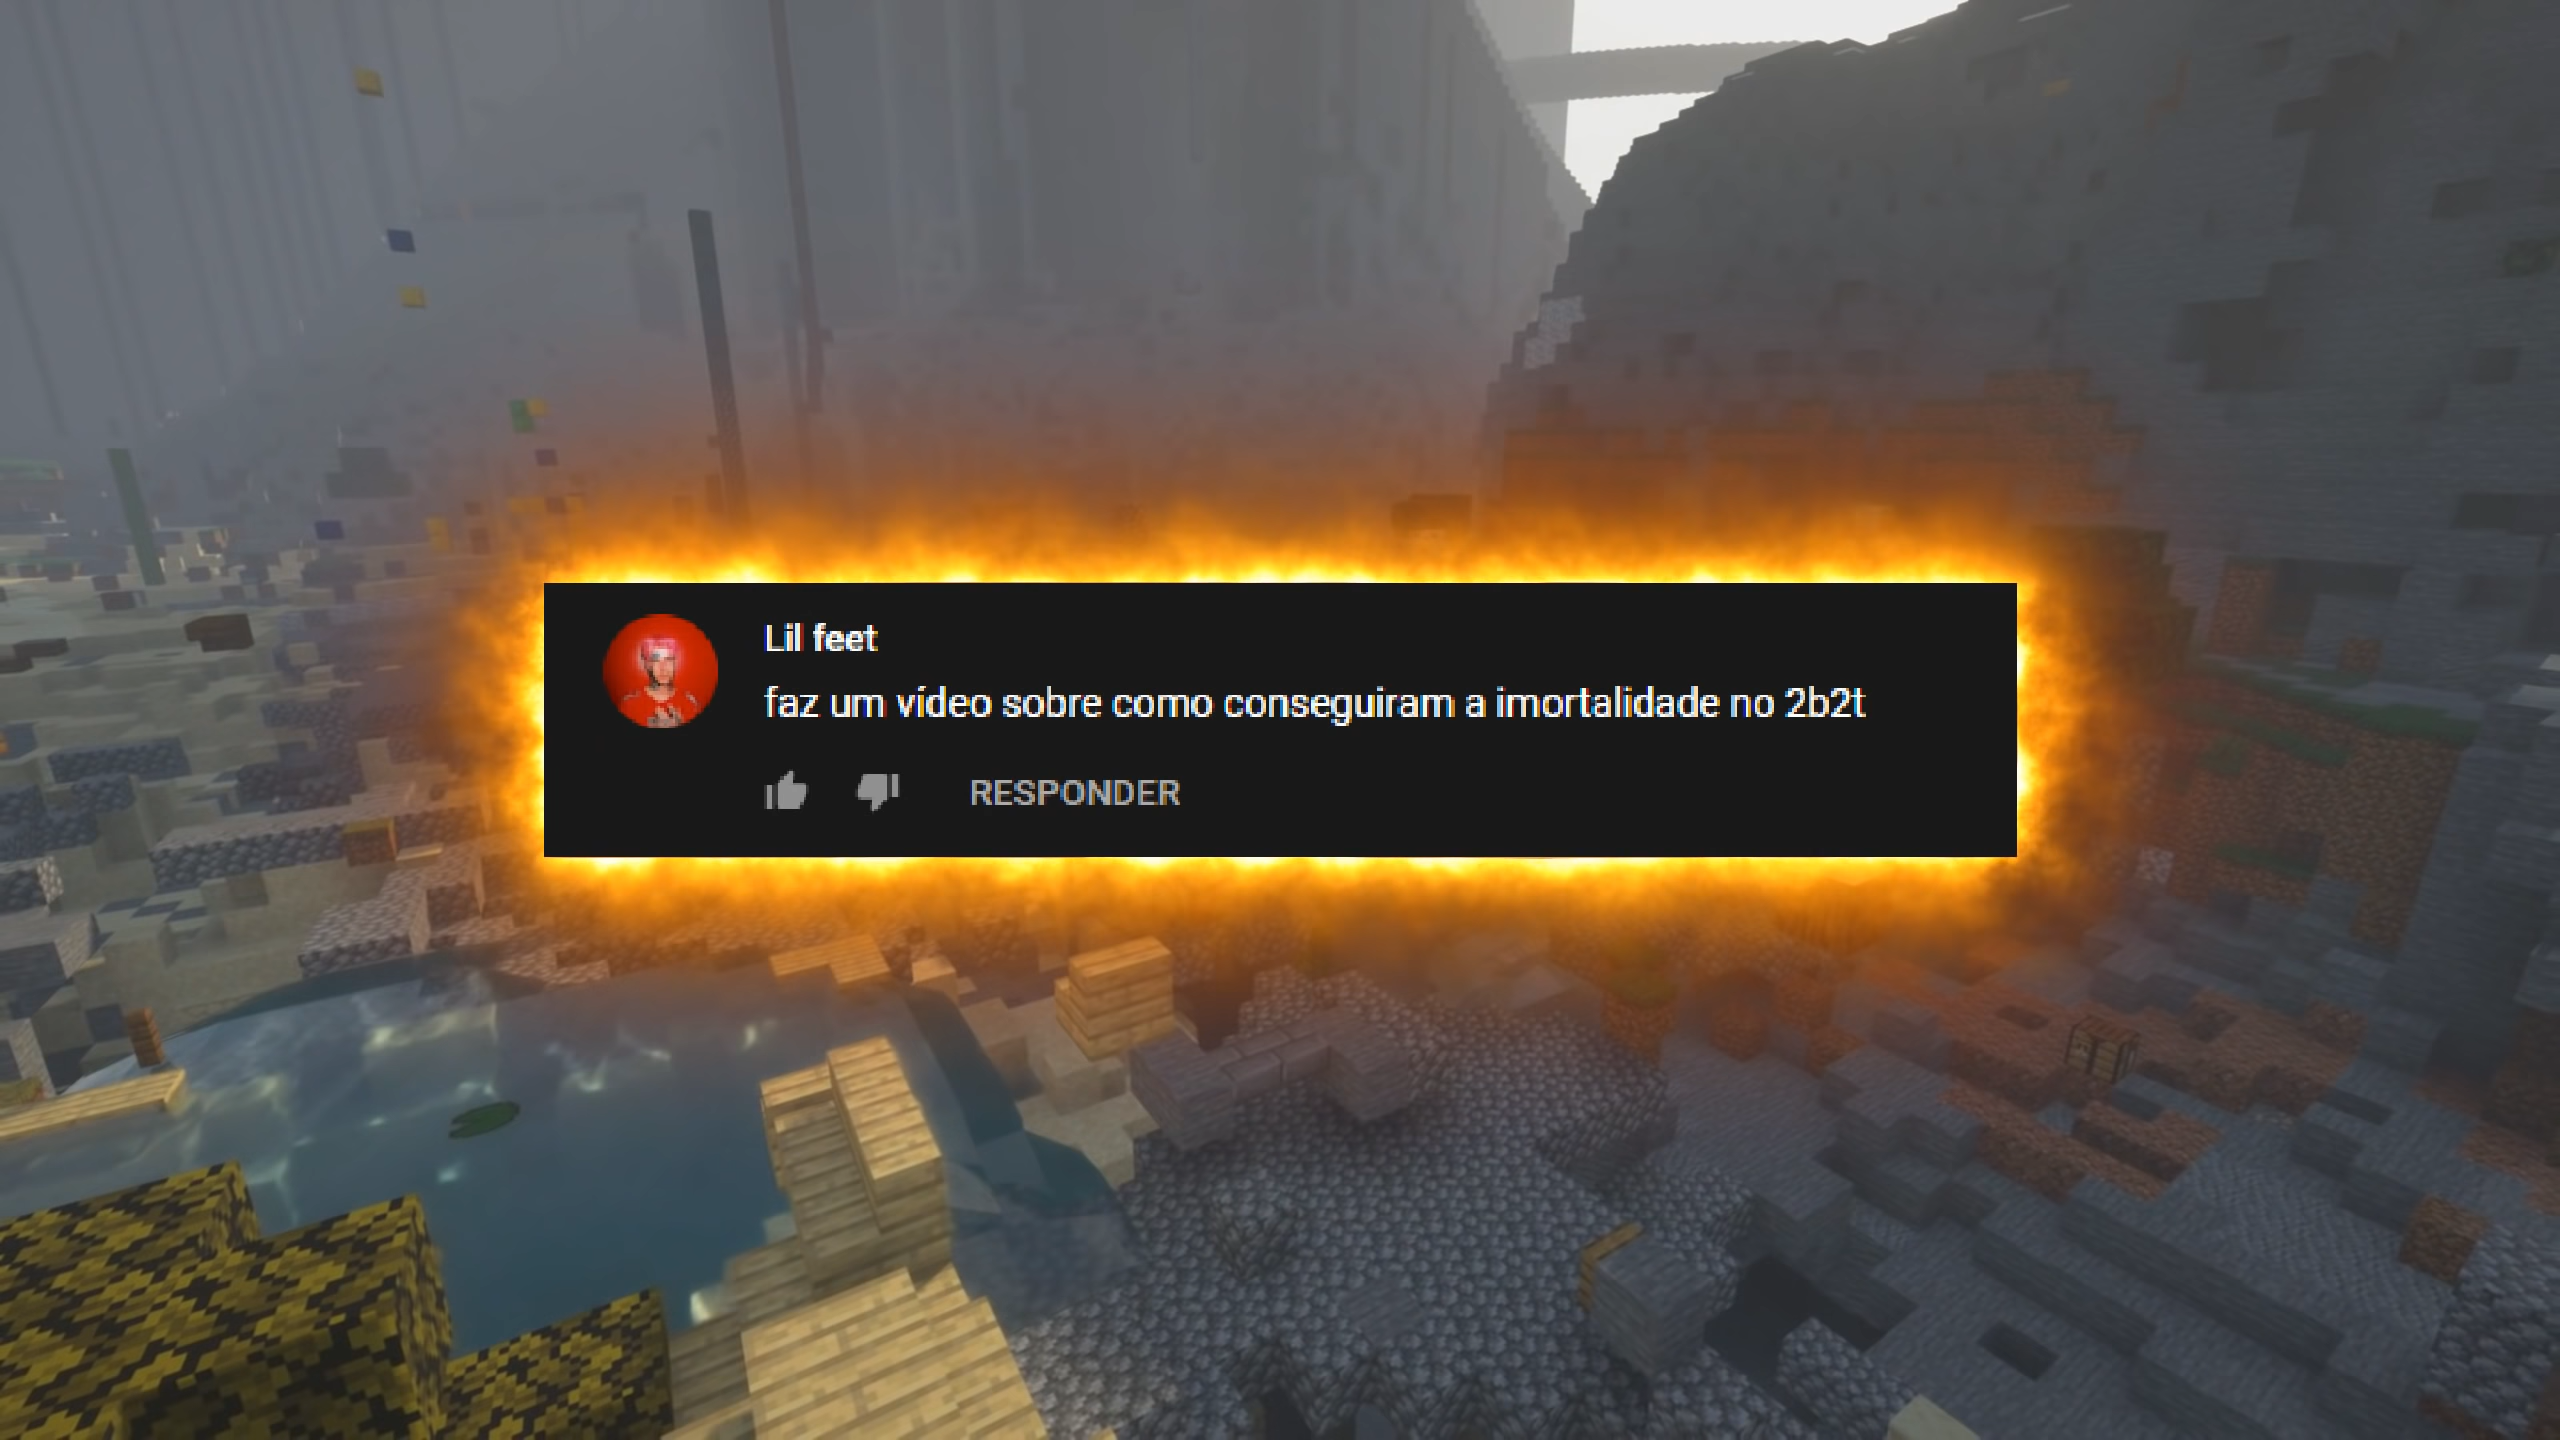 Lil feet
faz um vídeo sobre como conseguiram a imortalidade no 2b2t
RESPONDER